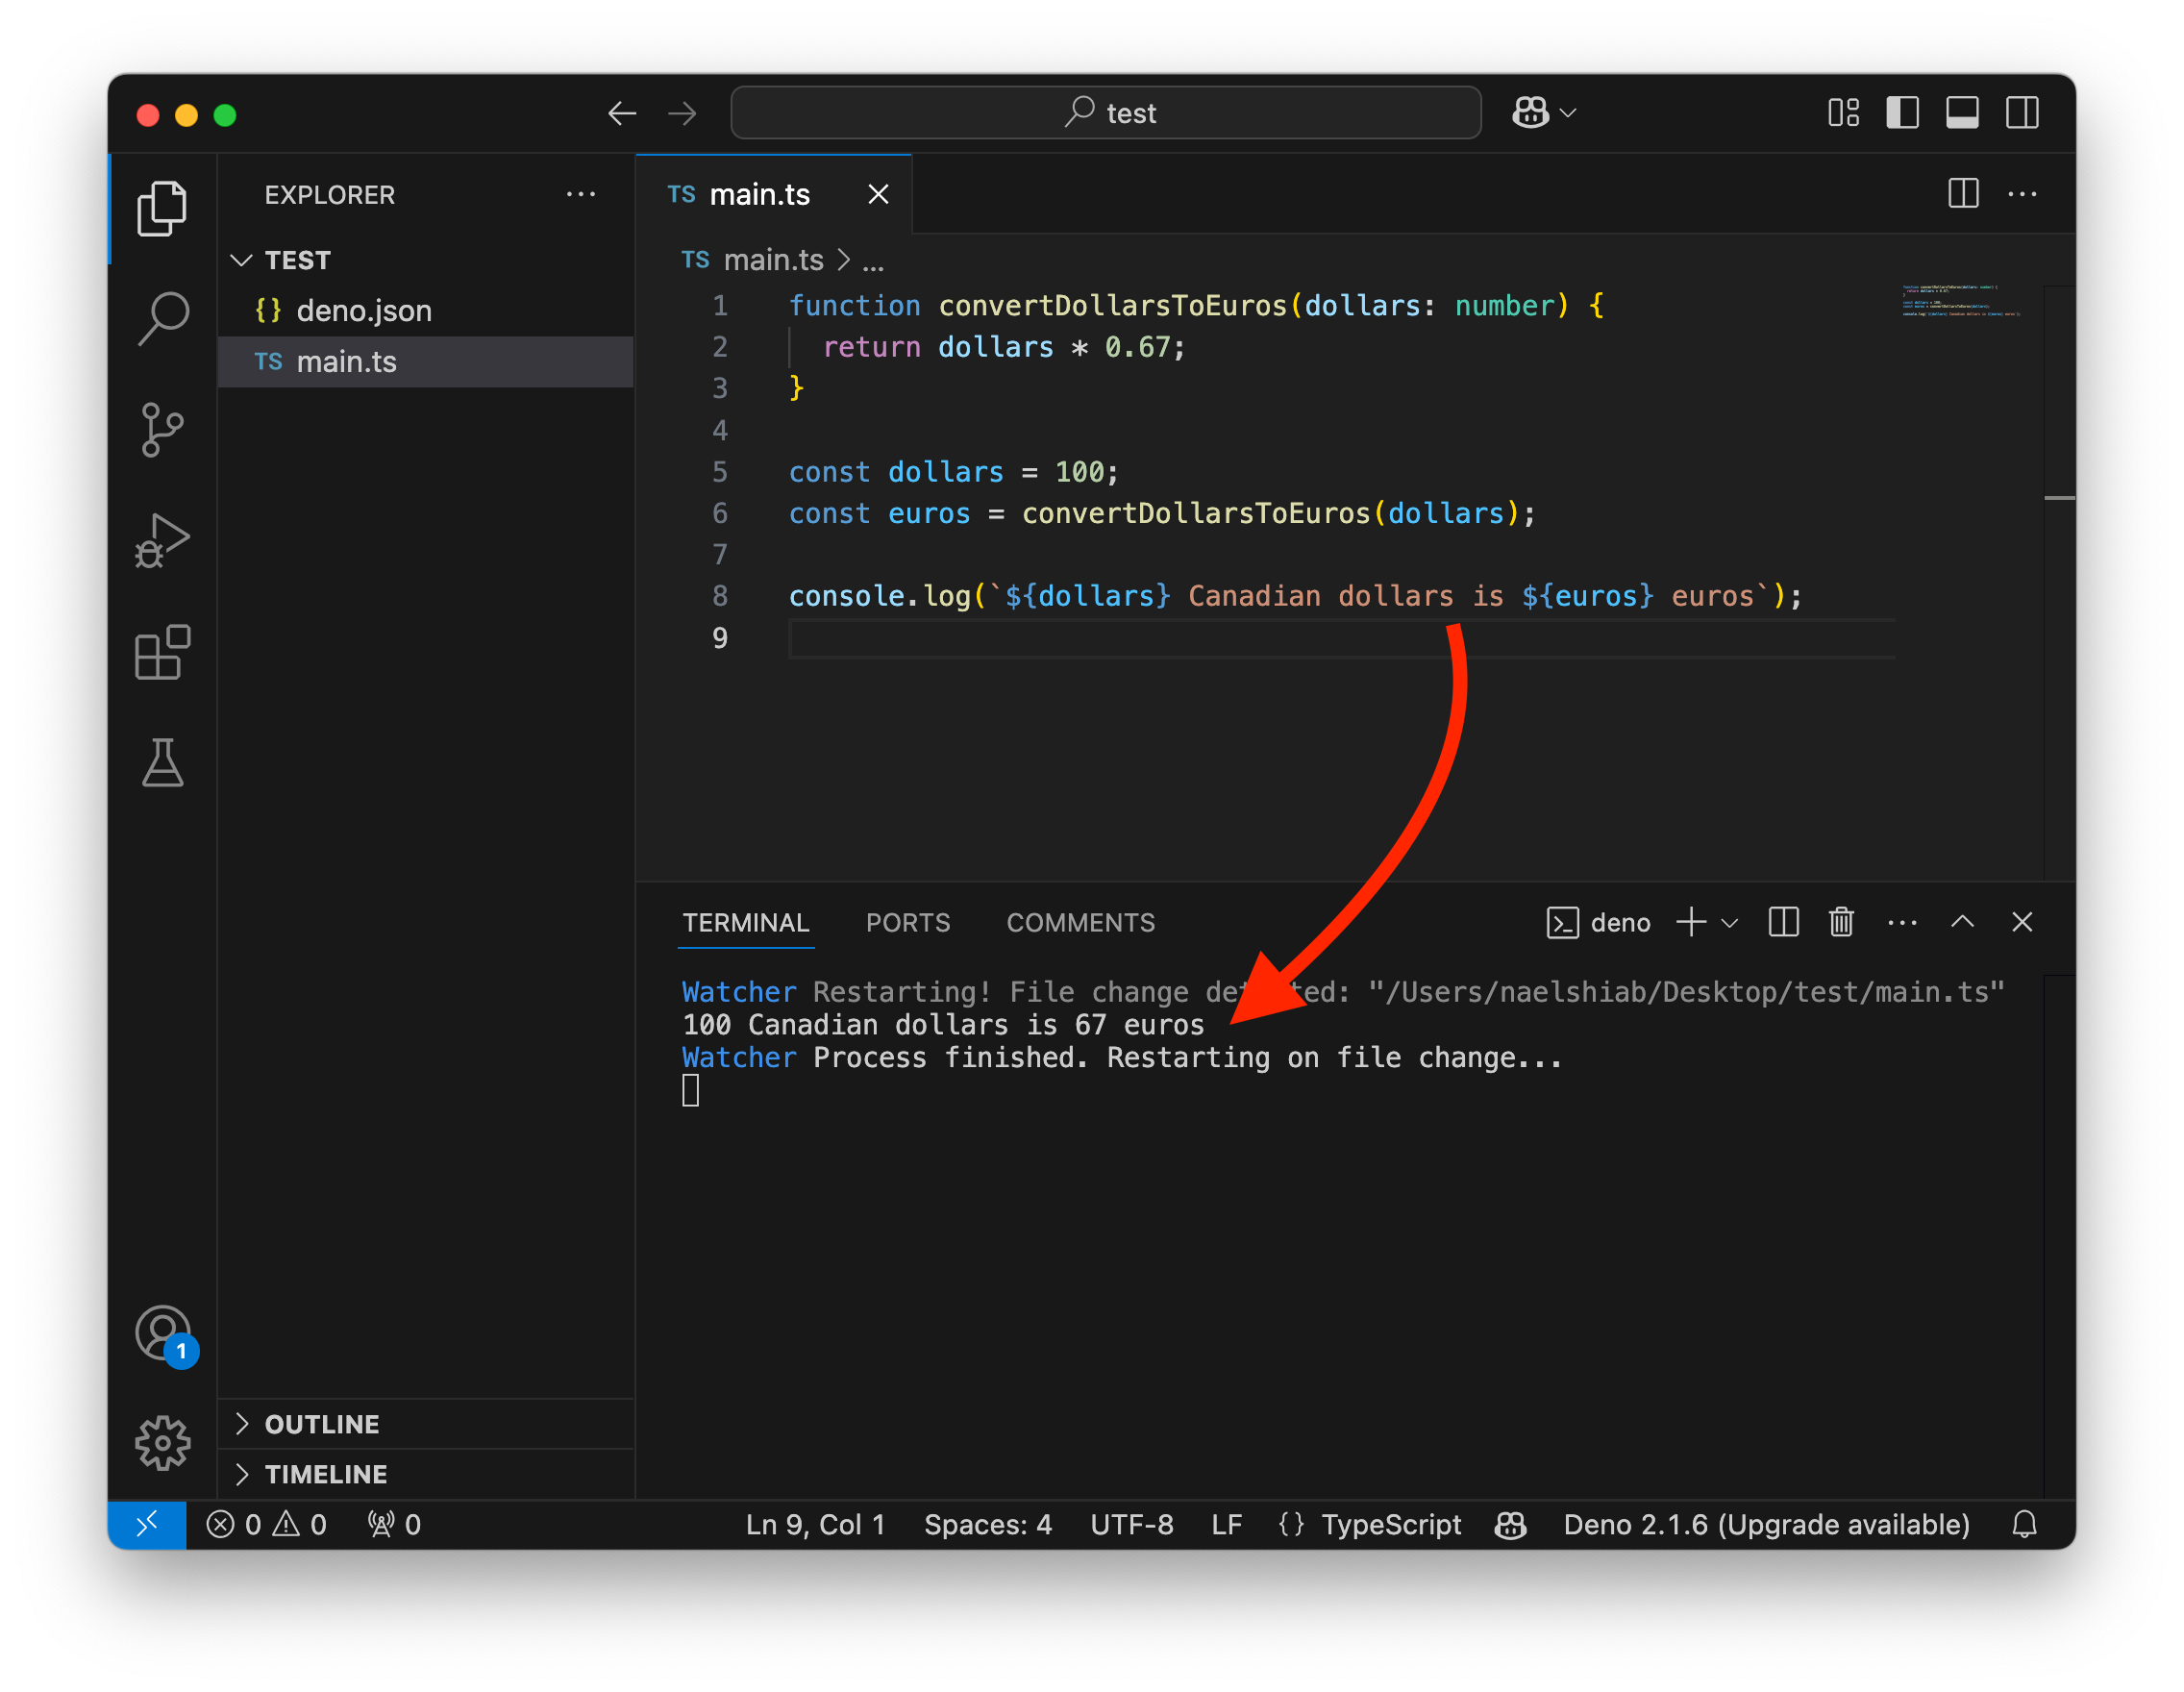 test
EXPLORER
TEST
{} deno.json
TS main.ts
OUTLINE
TIMELINE
TS main.ts
TS main.ts > ...
1 function convertDollarsToEuros(dollars: number) {
2 return dollars * 0.67;
3 }
4
5 const dollars = 100;
6 const euros = convertDollarsToEuros(dollars);
7
8 console.log(`${dollars} Canadian dollars is ${euros} euros`);
9
TERMINAL PORTS COMMENTS deno
Watcher Restarting! File change detected: "/Users/naelshiab/Desktop/test/main.ts"
100 Canadian dollars is 67 euros
Watcher Process finished. Restarting on file change...
1
0 0 0 Ln 9, Col 1 Spaces: 4 UTF-8 LF {} TypeScript Deno 2.1.6 (Upgrade available)